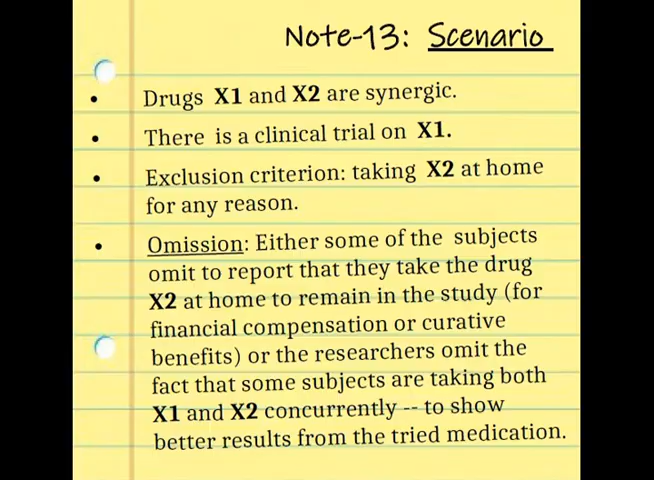 Note-13: Scenario
• Drugs X1 and X2 are synergic.
• There is a clinical trial on X1.
• Exclusion criterion: taking X2 at home
for any reason.
• Omission: Either some of the subjects
omit to report that they take the drug
X2 at home to remain in the study (for
financial compensation or curative
benefits) or the researchers omit the
fact that some subjects are taking both
X1 and X2 concurrently -- to show
better results from the tried medication.